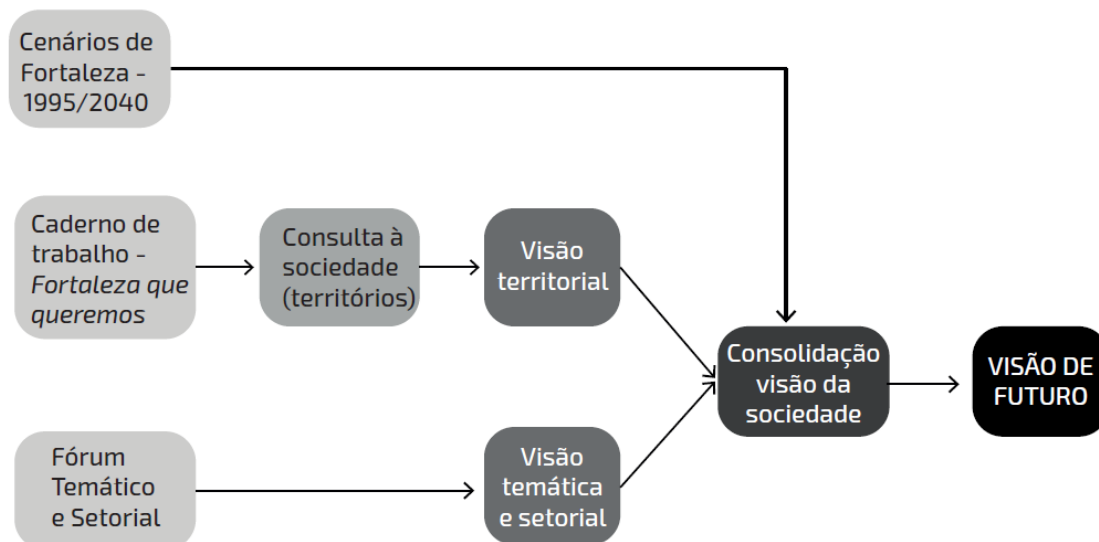 Cenários de
Fortaleza -
1995/2040
Caderno de
trabalho -
Fortaleza que
queremos
Consulta à
sociedade
(territórios)
Visão
territorial
Consolidação
visão da
sociedade
VISÃO DE
FUTURO
Fórum
Temático
e Setorial
Visão
temática
e setorial